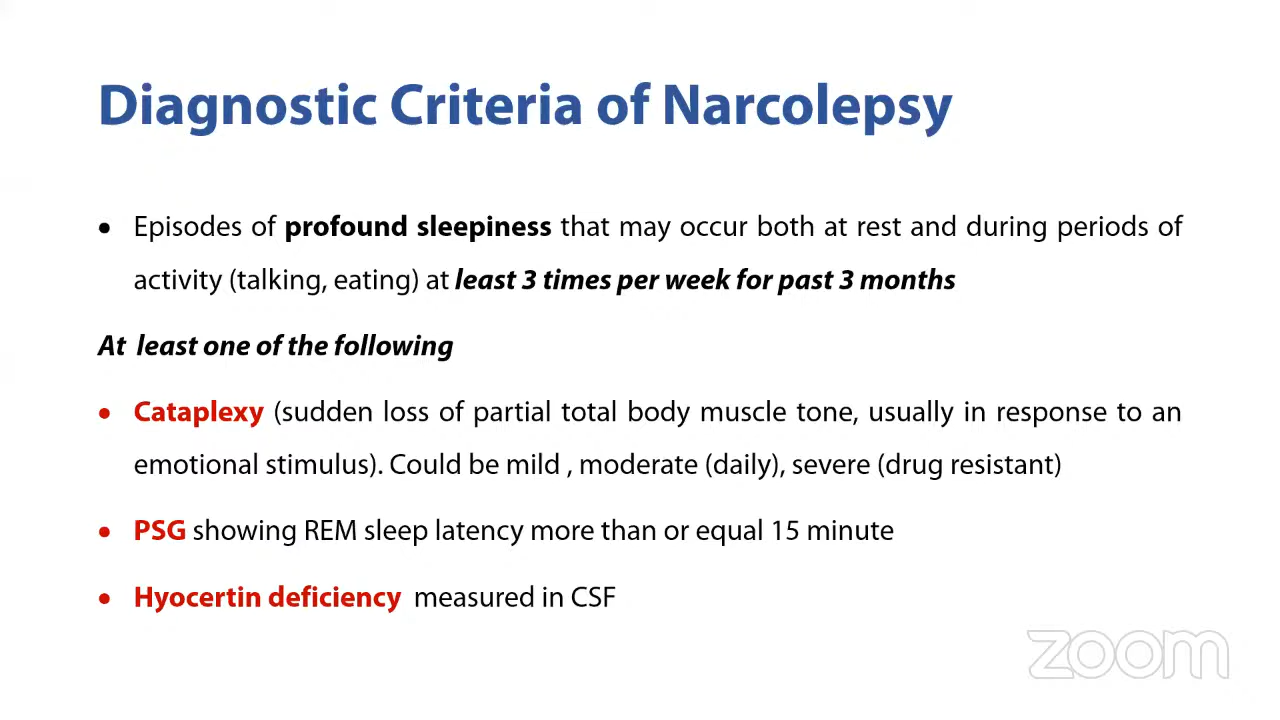 Diagnostic Criteria of Narcolepsy
• Episodes of profound sleepiness that may occur both at rest and during periods of
activity (talking, eating) at least 3 times per week for past 3 months
At least one of the following
• Cataplexy (sudden loss of partial total body muscle tone, usually in response to an
emotional stimulus). Could be mild , moderate (daily), severe (drug resistant)
• PSG showing REM sleep latency more than or equal 15 minute
• Hyocertin deficiency measured in CSF
zoom